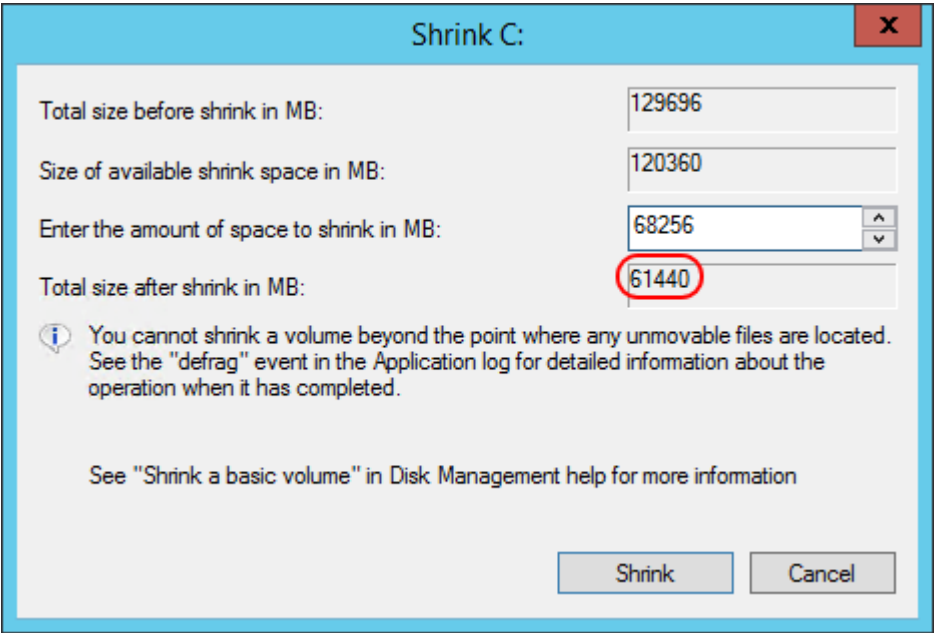 Shrink C:
x
Total size before shrink in MB: 129696
Size of available shrink space in MB: 120360
Enter the amount of space to shrink in MB: 68256
Total size after shrink in MB: 61440
You cannot shrink a volume beyond the point where any unmovable files are located.
See the "defrag" event in the Application log for detailed information about the
operation when it has completed.
See "Shrink a basic volume" in Disk Management help for more information
Shrink Cancel